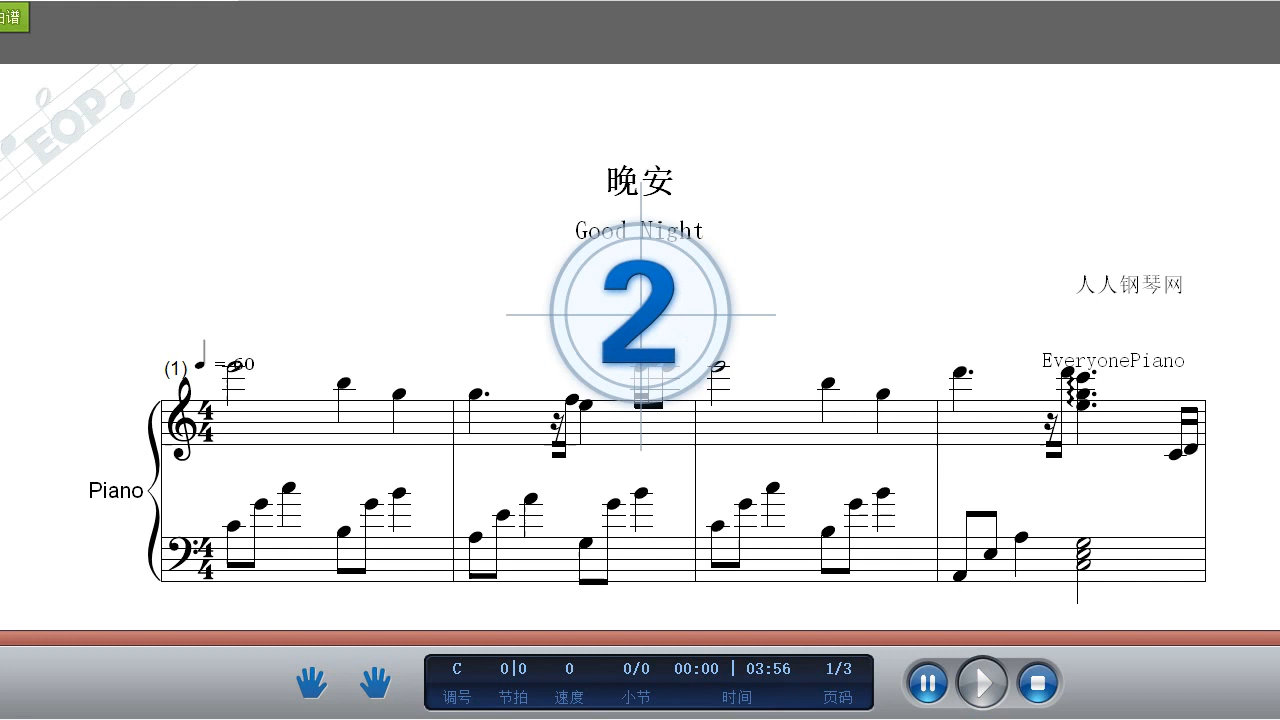 拍谱
EOP
晚安
Good Night
2
人人钢琴网
EveryonePiano
(1) = 60
Piano
C 0|0 0 0/0 00:00 | 03:56 1/3
调号 节拍 速度 小节 时间 页码